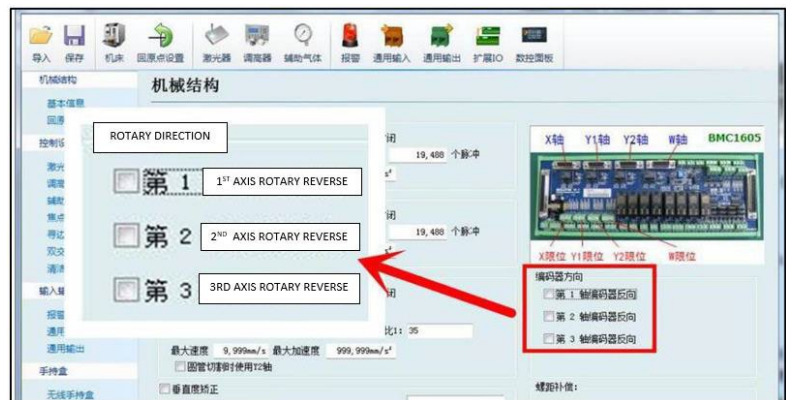 导入 保存 机床 回原点设置 激光器 调高器 辅助气体 报警 通用输入 通用输出 扩展IO 数控面板
机械结构
机械结构
基本信息
ROTARY DIRECTION
第 1 1ST AXIS ROTARY REVERSE
第 2 2ND AXIS ROTARY REVERSE
第 3 3RD AXIS ROTARY REVERSE
19,488 个脉冲
19,488 个脉冲
X轴 Y1轴 Y2轴 W轴 BMC1605
X限位 Y1限位 Y2限位 W限位
编码器方向
第 1 轴编码器反向
第 2 轴编码器反向
第 3 轴编码器反向
比1: 35
最大速度 9,999mm/s 最大加速度 999,999mm/s²
圆管切割时使用Y2轴
垂直度矫正
螺距补偿:
报警
通用
通用输出
手持盒
无线手持盒